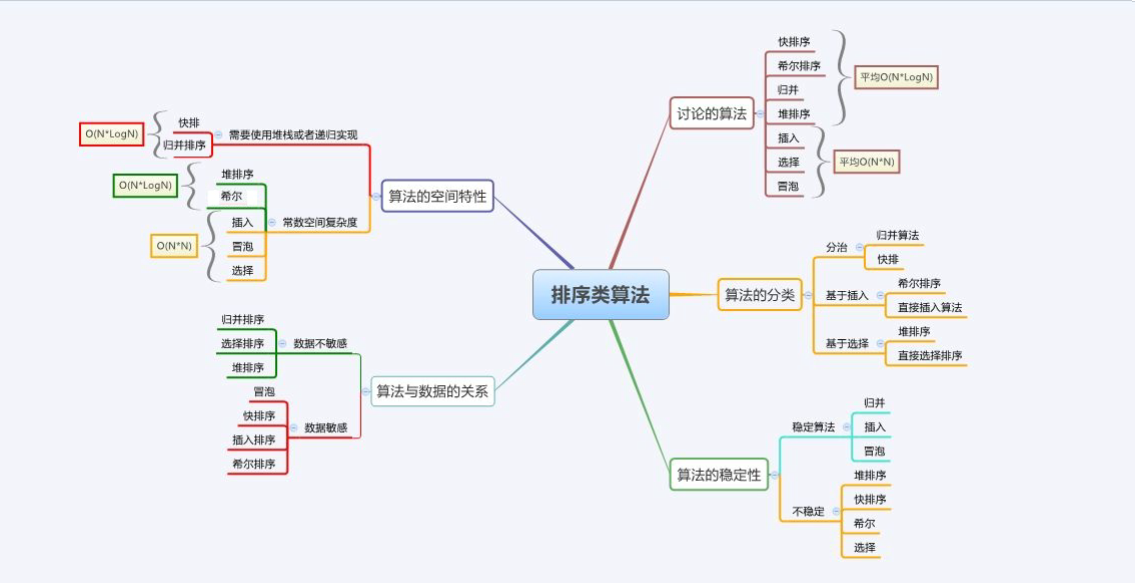 排序类算法
讨论的算法
快排序
希尔排序
归并
堆排序
平均O(N*LogN)
插入
选择
冒泡
平均O(N*N)
算法的分类
分治
归并算法
快排
基于插入
希尔排序
直接插入算法
基于选择
堆排序
直接选择排序
算法的稳定性
稳定算法
归并
插入
冒泡
不稳定
堆排序
快排序
希尔
选择
算法的空间特性
需要使用堆栈或者递归实现
快排
归并排序
O(N*LogN)
常数空间复杂度
堆排序
希尔
O(N*LogN)
插入
冒泡
选择
O(N*N)
算法与数据的关系
数据不敏感
归并排序
选择排序
堆排序
数据敏感
冒泡
快排序
插入排序
希尔排序